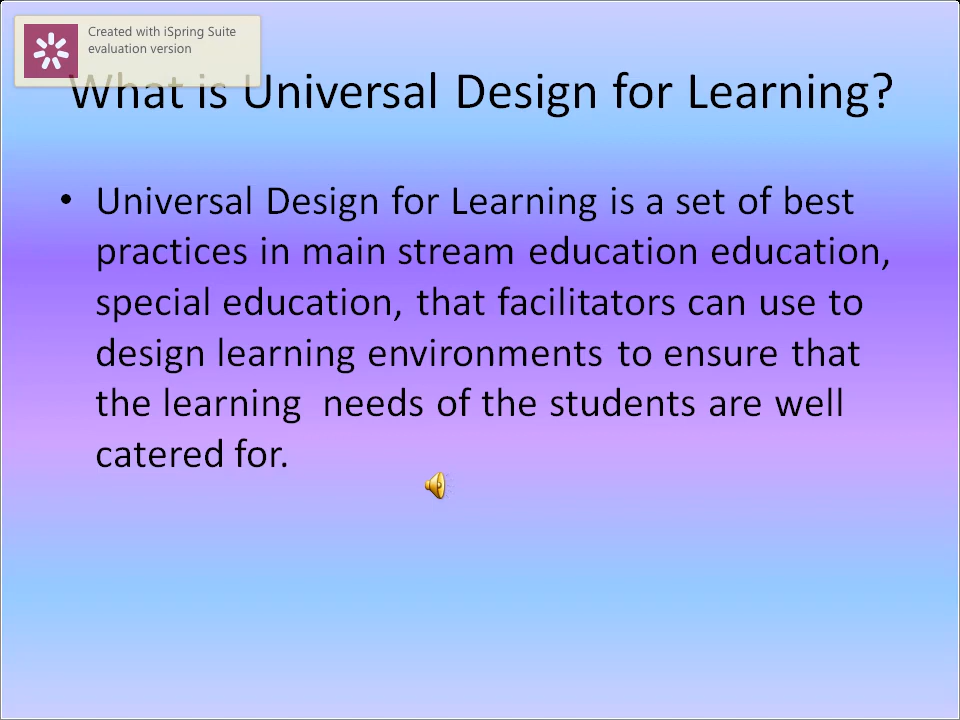 Created with iSpring Suite
evaluation version
What is Universal Design for Learning?
• Universal Design for Learning is a set of best
practices in main stream education education,
special education, that facilitators can use to
design learning environments to ensure that
the learning  needs of the students are well
catered for.